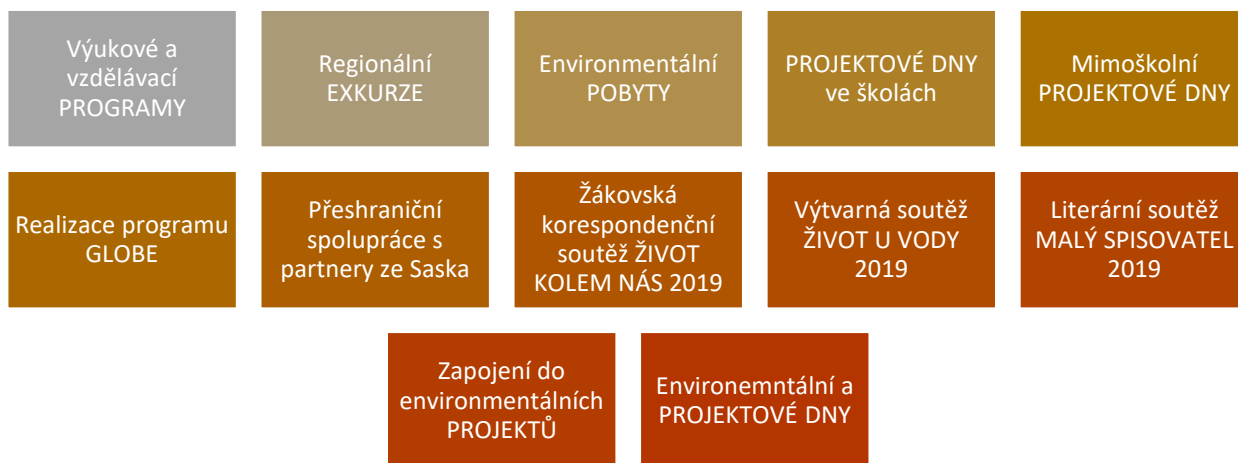 Výukové a
vzdělávací
PROGRAMY
Regionální
EXKURZE
Environmentální
POBYTY
PROJEKTOVÉ DNY
ve školách
Mimoškolní
PROJEKTOVÉ DNY
Realizace programu
GLOBE
Přeshraniční
spolupráce s
partnery ze Saska
Žákovská
korespondenční
soutěž ŽIVOT
KOLEM NÁS 2019
Výtvarná soutěž
ŽIVOT U VODY
2019
Literární soutěž
MALÝ SPISOVATEL
2019
Zapojení do
environmentálních
PROJEKTŮ
Environemntální a
PROJEKTOVÉ DNY